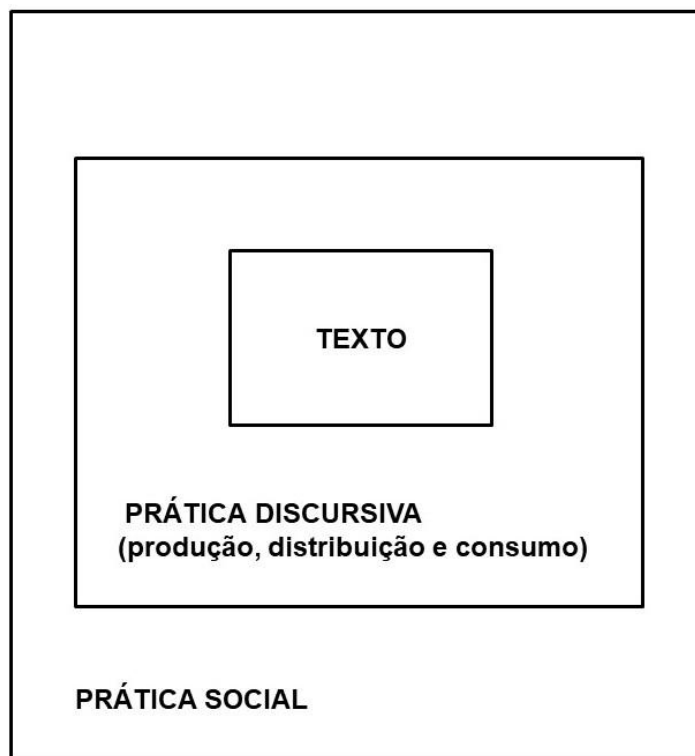 TEXTO
PRÁTICA DISCURSIVA
(produção, distribuição e consumo)
PRÁTICA SOCIAL